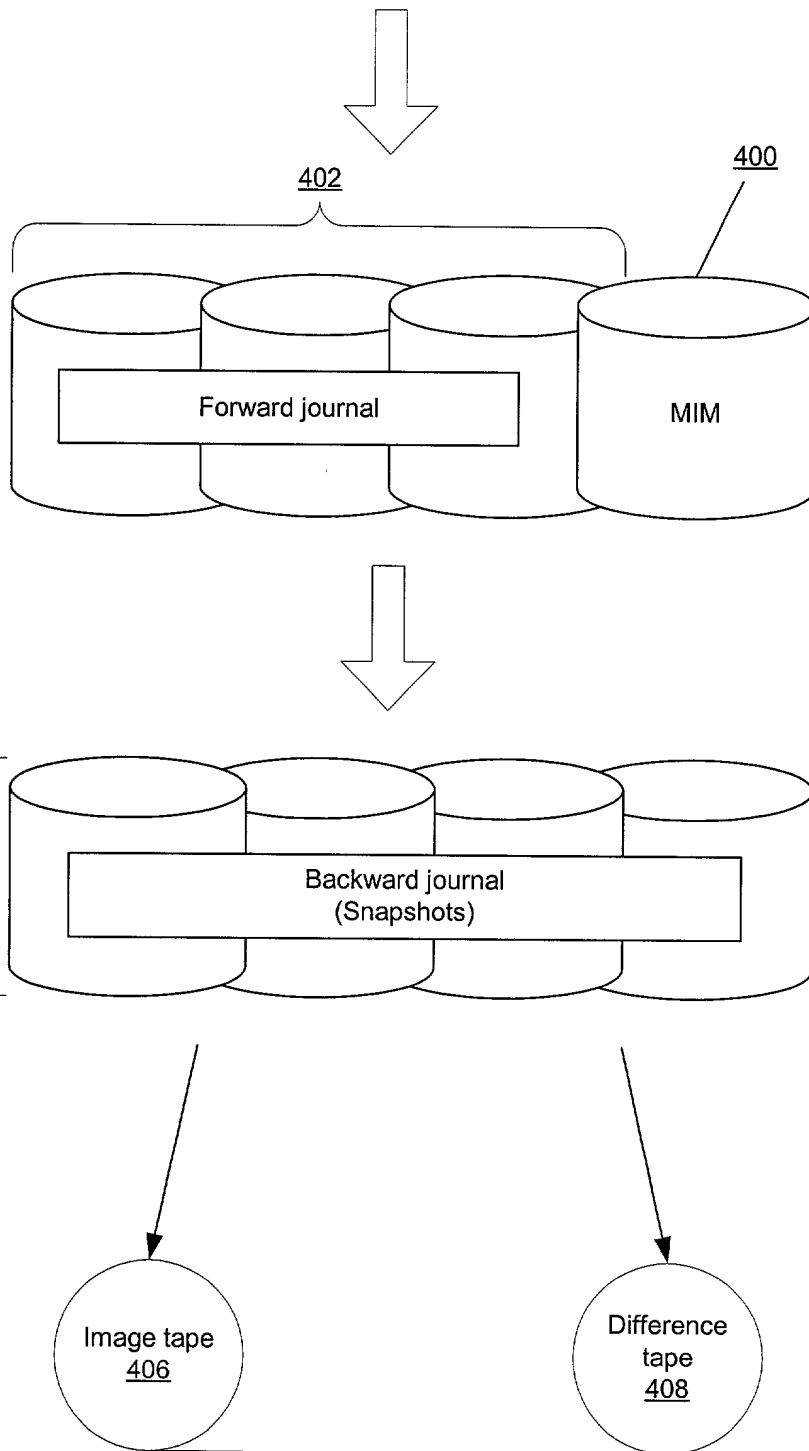 400
402
Forward journal
MIM
Backward journal
(Snapshots)
Image tape
406
Difference
tape
408